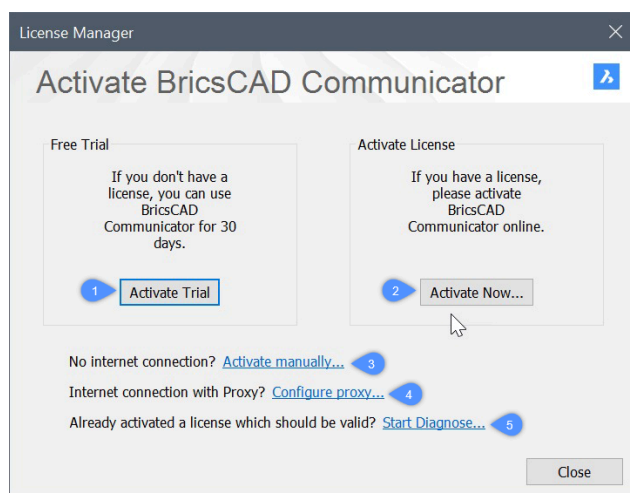 License Manager
Activate BricsCAD Communicator
Free Trial
If you don't have a
license, you can use
BricsCAD
Communicator for 30
days.
1
Activate Trial
Activate License
If you have a license,
please activate
BricsCAD
Communicator online.
2
Activate Now...
No internet connection? Activate manually... 3
Internet connection with Proxy? Configure proxy... 4
Already activated a license which should be valid? Start Diagnose... 5
Close